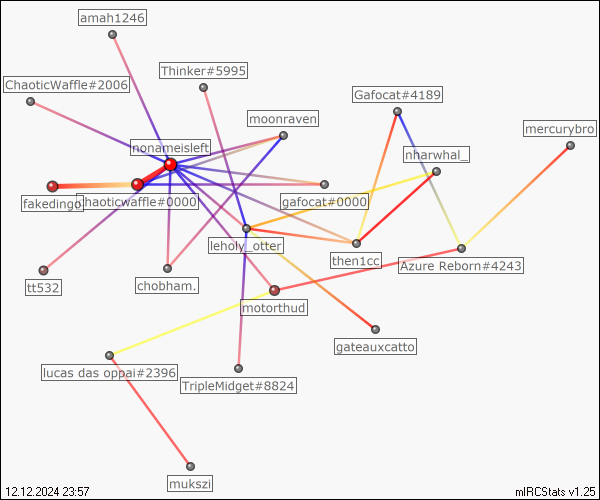 amah1246
Thinker#5995
ChaoticWaffle#2006
Gafocat#4189
moonraven
mercurybro
nonameisleft
nharwhal_
fakedingo
Chaoticwaffle#0000
gafocat#0000
leholy_otter
then1cc
Azure Reborn#4243
tt532
chobham.
motorthud
gateauxcatto
lucas das oppai#2396
TripleMidget#8824
mukszi
12.12.2024 23:57
mIRCStats v1.25